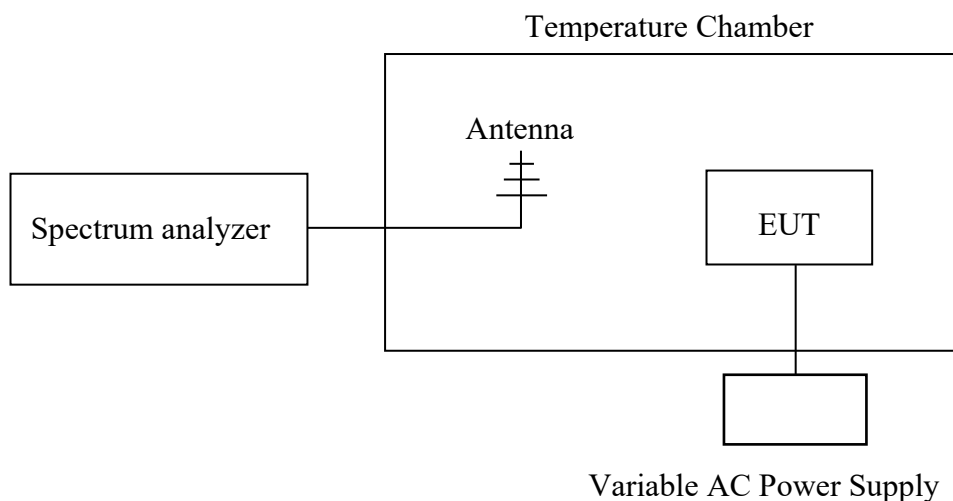 Temperature Chamber
Antenna
Spectrum analyzer
EUT
Variable AC Power Supply